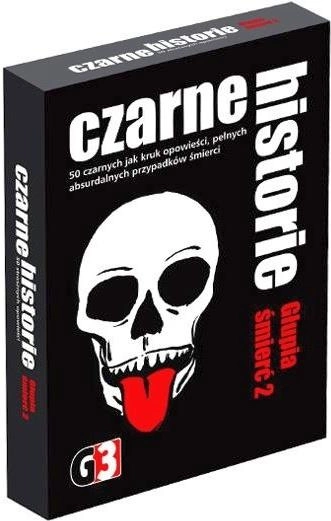 czarne historie
50 czarnych jak kruk opowieści, pełnych
absurdalnych przypadków śmierci
Głupia
śmierć 2
G3
czarne historie
Głupia
śmierć 2
czarne historie